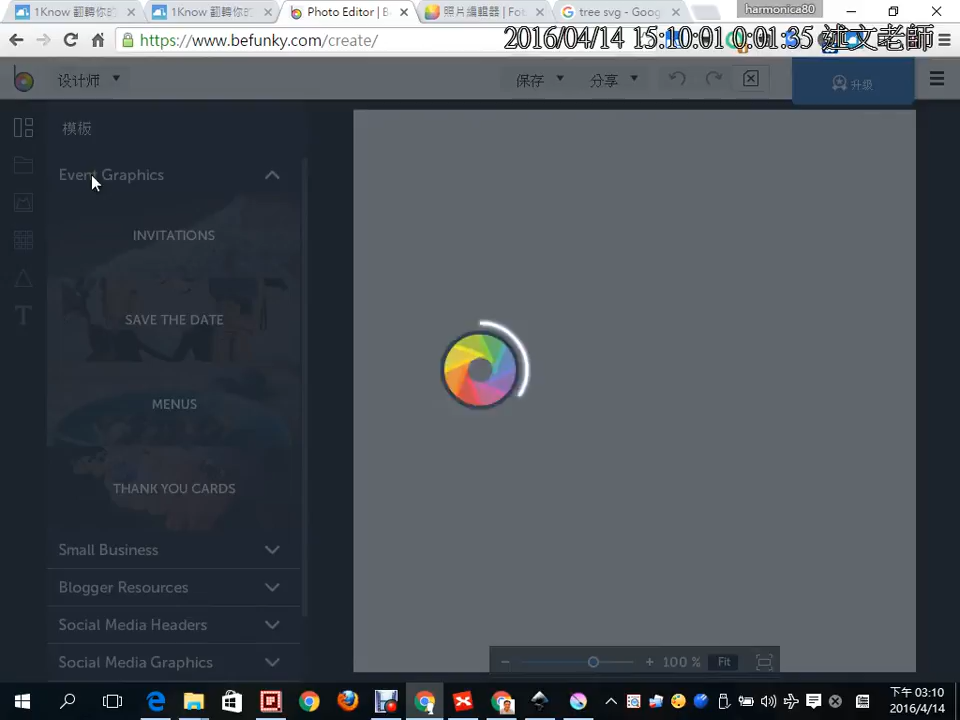 1Know 翻轉你的
1Know 翻轉你的
Photo Editor | B
照片編輯器 | Fot
tree svg - Goog
harmonica80
https://www.befunky.com/create/
2016/04/14 15:10:01 0:01:35 述文老師
设计师
保存
分享
升级
模板
Event Graphics
INVITATIONS
SAVE THE DATE
MENUS
THANK YOU CARDS
Small Business
Blogger Resources
Social Media Headers
Social Media Graphics
100 %
Fit
下午 03:10
2016/4/14